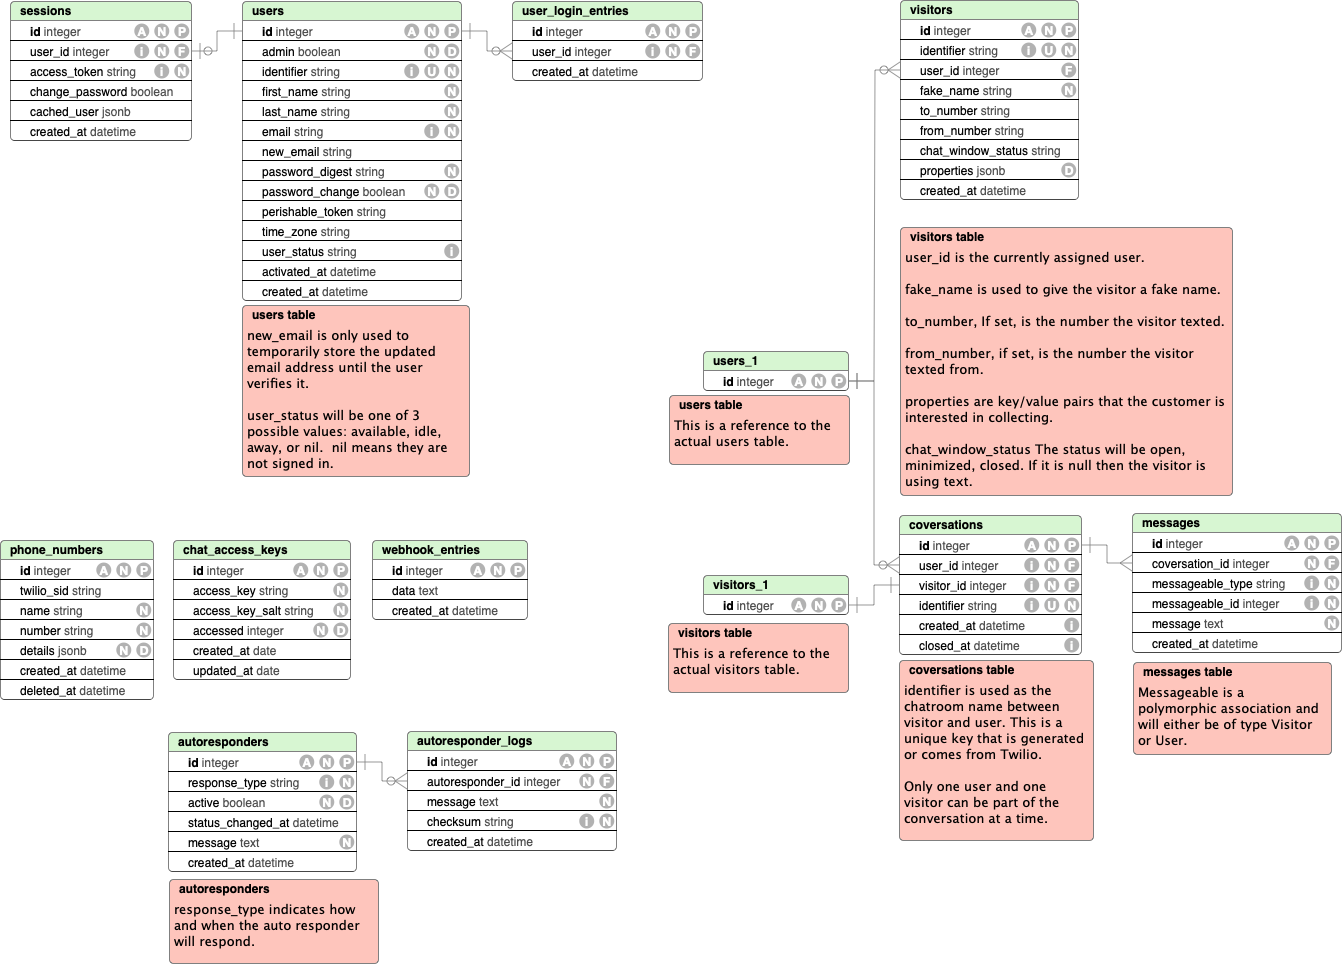 sessions
id integer A N P
user_id integer i N F
access_token string i N
change_password boolean
cached_user jsonb
created_at datetime
users
id integer A N P
admin boolean N D
identifier string i U N
first_name string N
last_name string N
email string i N
new_email string
password_digest string N
password_change boolean N D
perishable_token string
time_zone string
user_status string i
activated_at datetime
created_at datetime
users table
new_email is only used to
temporarily store the updated
email address until the user
verifies it.
user_status will be one of 3
possible values: available, idle,
away, or nil.  nil means they are
not signed in.
user_login_entries
id integer A N P
user_id integer i N F
created_at datetime
visitors
id integer A N P
identifier string i U N
user_id integer F
fake_name string N
to_number string
from_number string
chat_window_status string
properties jsonb D
created_at datetime
visitors table
user_id is the currently assigned user.
fake_name is used to give the visitor a fake name.
to_number, If set, is the number the visitor texted.
from_number, if set, is the number the visitor
texted from.
properties are key/value pairs that the customer is
interested in collecting.
chat_window_status The status will be open,
minimized, closed. If it is null then the visitor is
using text.
users_1
id integer A N P
users table
This is a reference to the
actual users table.
visitors_1
id integer A N P
visitors table
This is a reference to the
actual visitors table.
coversations
id integer A N P
user_id integer i N F
visitor_id integer i N F
identifier string i U N
created_at datetime i
closed_at datetime i
coversations table
identifier is used as the
chatroom name between
visitor and user. This is a
unique key that is generated
or comes from Twilio.
Only one user and one
visitor can be part of the
conversation at a time.
messages
id integer A N P
coversation_id integer N F
messageable_type string i N
messageable_id integer i N
message text N
created_at datetime
messages table
Messageable is a
polymorphic association and
will either be of type Visitor
or User.
phone_numbers
id integer A N P
twilio_sid string
name string N
number string N
details jsonb N D
created_at datetime
deleted_at datetime
chat_access_keys
id integer A N P
access_key string N
access_key_salt string N
accessed integer N D
created_at date
updated_at date
webhook_entries
id integer A N P
data text
created_at datetime
autoresponders
id integer A N P
response_type string i N
active boolean N D
status_changed_at datetime
message text N
created_at datetime
autoresponders
response_type indicates how
and when the auto responder
will respond.
autoresponder_logs
id integer A N P
autoresponder_id integer N F
message text N
checksum string i N
created_at datetime